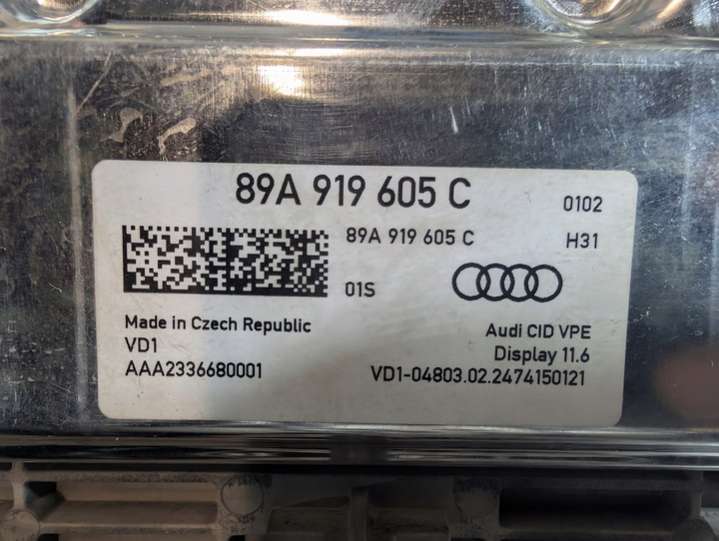 89A 919 605 C
0102
89A 919 605 C
H31
01S
Made in Czech Republic
Audi CID VPE
VD1
Display 11.6
AAA2336680001
VD1-04803.02.2474150121